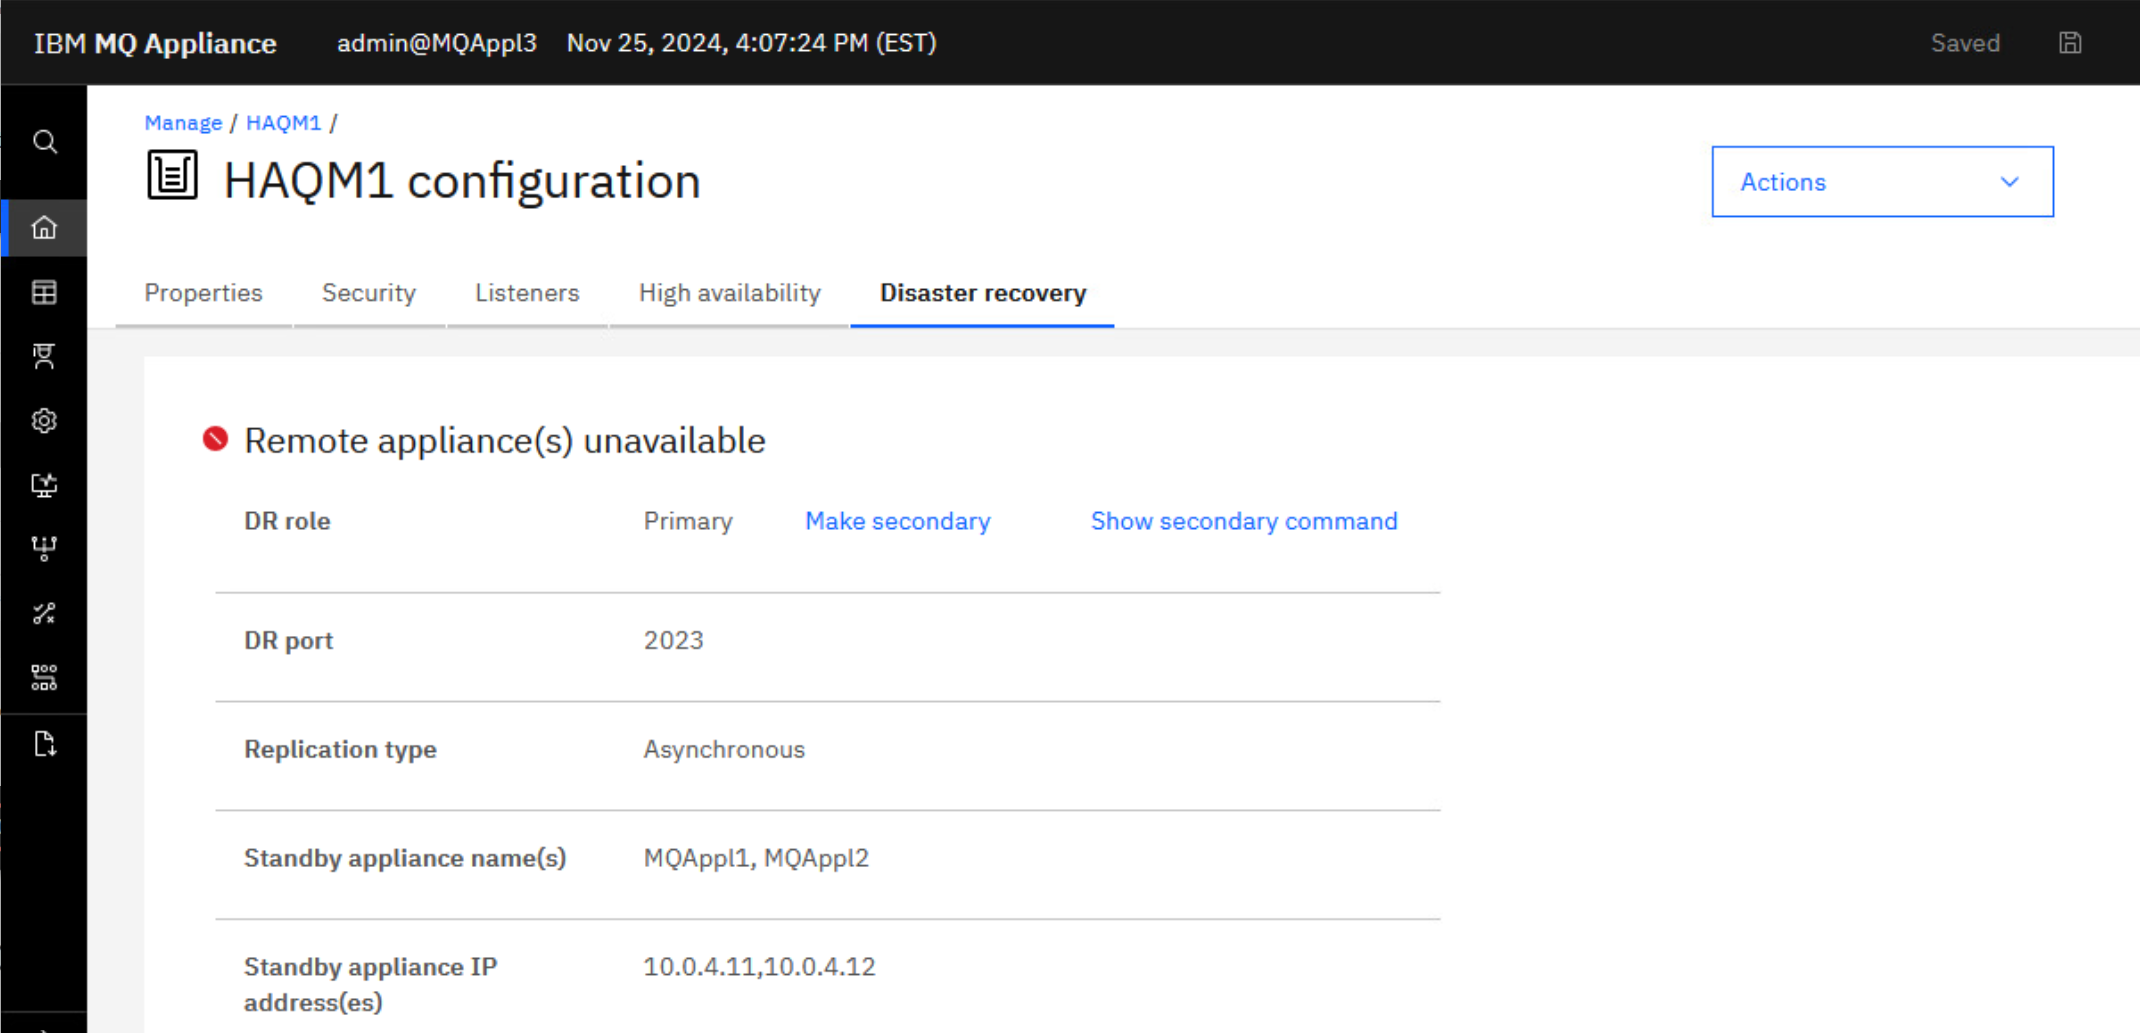 IBM MQ Appliance admin@MQAppl3 Nov 25, 2024, 4:07:24 PM (EST) Saved
Manage / HAQM1 /
HAQM1 configuration
Actions
Properties Security Listeners High availability Disaster recovery
Remote appliance(s) unavailable
DR role Primary Make secondary Show secondary command
DR port 2023
Replication type Asynchronous
Standby appliance name(s) MQAppl1, MQAppl2
Standby appliance IP 10.0.4.11,10.0.4.12
address(es)